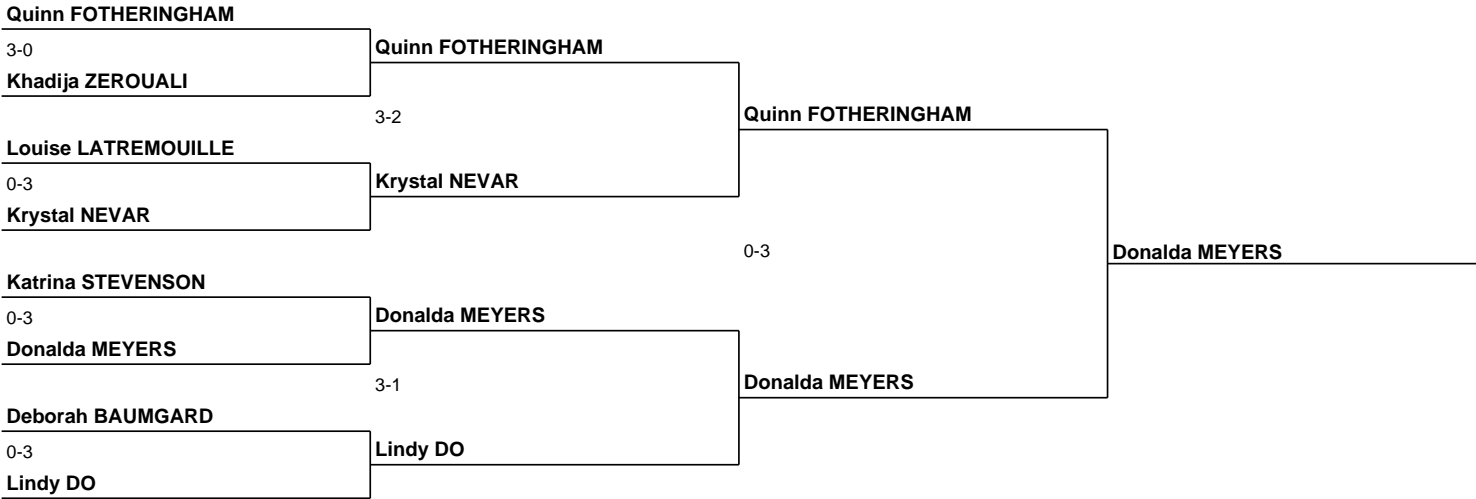 Quinn FOTHERINGHAM
3-0
Quinn FOTHERINGHAM
Khadija ZEROUALI
3-2
Quinn FOTHERINGHAM
Louise LATREMOUILLE
0-3
Krystal NEVAR
Krystal NEVAR
0-3
Donalda MEYERS
Katrina STEVENSON
0-3
Donalda MEYERS
Donalda MEYERS
3-1
Donalda MEYERS
Deborah BAUMGARD
0-3
Lindy DO
Lindy DO